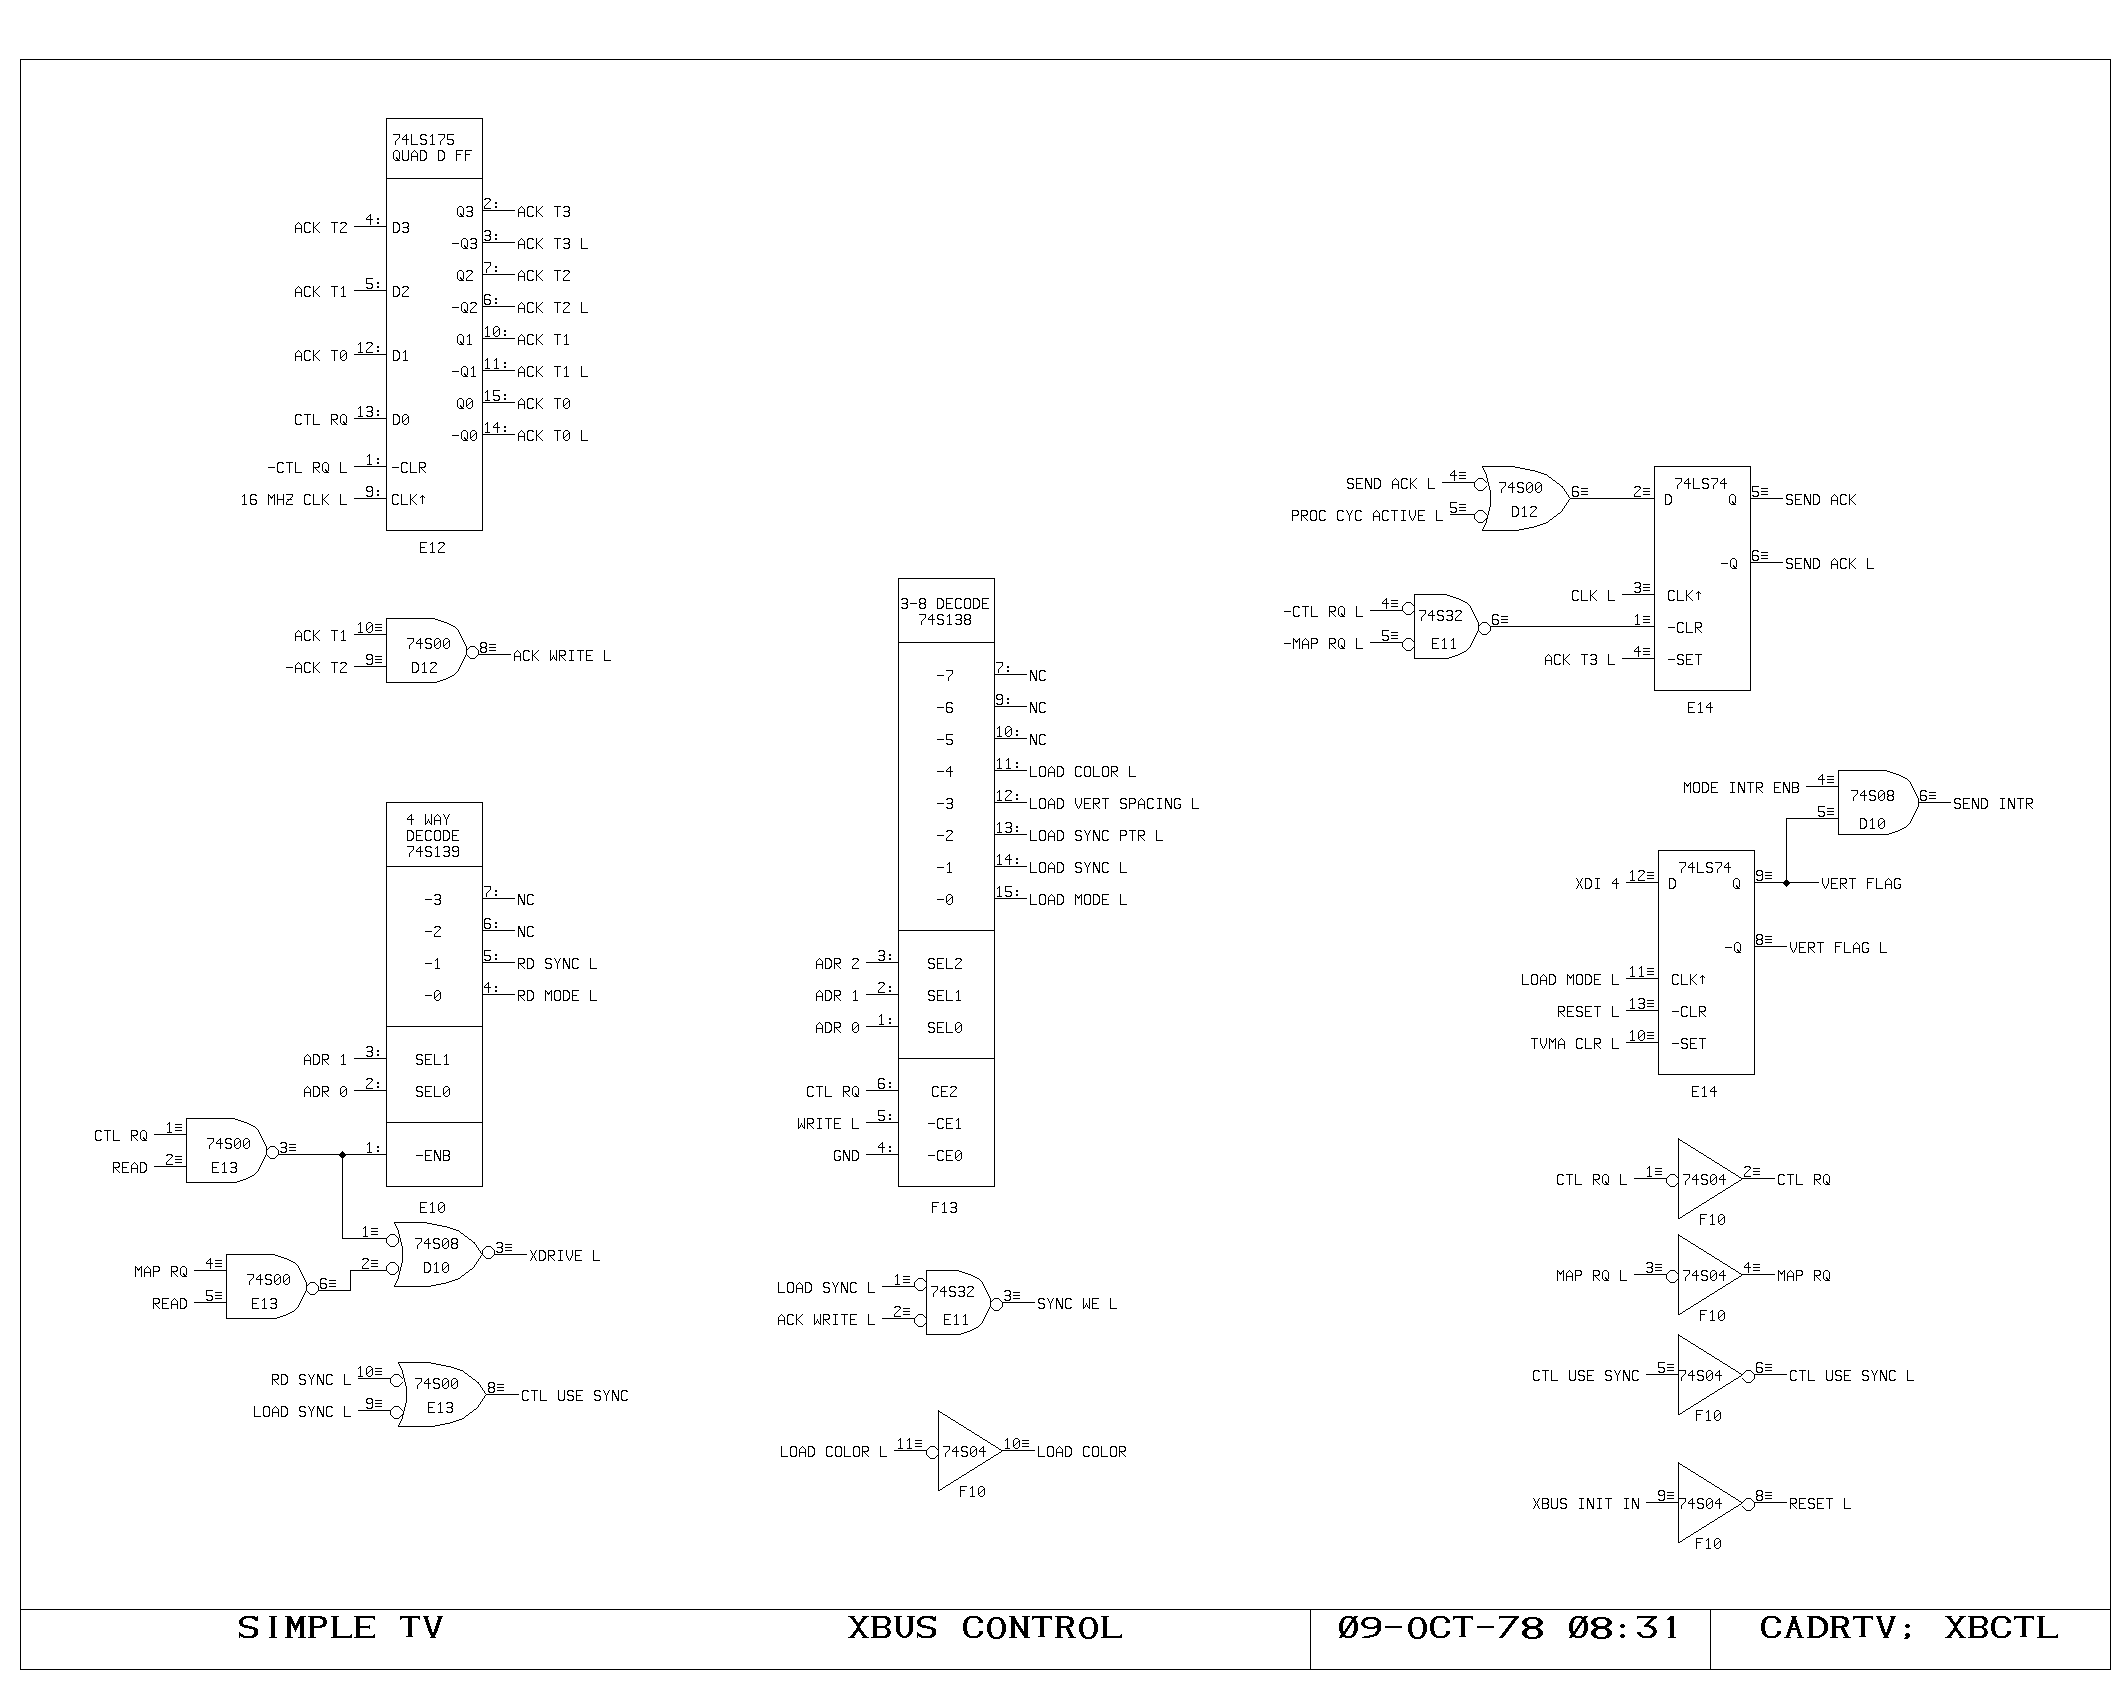 74LS175
QUAD D FF
ACK T2 4: D3
Q3 2: ACK T3
-Q3 3: ACK T3 L
ACK T1 5: D2
Q2 7: ACK T2
-Q2 6: ACK T2 L
ACK T0 12: D1
Q1 10: ACK T1
-Q1 11: ACK T1 L
CTL RQ 13: D0
Q0 15: ACK T0
-Q0 14: ACK T0 L
-CTL RQ L 1: -CLR
16 MHZ CLK L 9: CLK↑
E12
ACK T1 10≡
-ACK T2 9≡
74S00
D12
8≡ ACK WRITE L
4 WAY
DECODE
74S139
-3 7: NC
-2 6: NC
-1 5: RD SYNC L
-0 4: RD MODE L
ADR 1 3: SEL1
ADR 0 2: SEL0
CTL RQ 1≡
READ 2≡
74S00
E13
3≡
1: -ENB
E10
MAP RQ 4≡
READ 5≡
74S00
E13
6≡
1≡
2≡
74S08
D10
3≡ XDRIVE L
RD SYNC L 10≡
LOAD SYNC L 9≡
74S00
E13
8≡ CTL USE SYNC
3-8 DECODE
74S138
-7 7: NC
-6 9: NC
-5 10: NC
-4 11: LOAD COLOR L
-3 12: LOAD VERT SPACING L
-2 13: LOAD SYNC PTR L
-1 14: LOAD SYNC L
-0 15: LOAD MODE L
ADR 2 3: SEL2
ADR 1 2: SEL1
ADR 0 1: SEL0
CTL RQ 6: CE2
WRITE L 5: -CE1
GND 4: -CE0
F13
LOAD SYNC L 1≡
ACK WRITE L 2≡
74S32
E11
3≡ SYNC WE L
LOAD COLOR L 11≡ 74S04 10≡ LOAD COLOR
F10
SEND ACK L 4≡
PROC CYC ACTIVE L 5≡
74S00
D12
6≡
74LS74
2≡ D Q 5≡ SEND ACK
-Q 6≡ SEND ACK L
CLK L 3≡ CLK↑
-CTL RQ L 4≡
-MAP RQ L 5≡
74S32
E11
6≡
1≡ -CLR
ACK T3 L 4≡ -SET
E14
MODE INTR ENB 4≡
5≡
74S08
D10
6≡ SEND INTR
74LS74
XDI 4 12≡ D Q 9≡ VERT FLAG
-Q 8≡ VERT FLAG L
LOAD MODE L 11≡ CLK↑
RESET L 13≡ -CLR
TVMA CLR L 10≡ -SET
E14
CTL RQ L 1≡ 74S04 2≡ CTL RQ
F10
MAP RQ L 3≡ 74S04 4≡ MAP RQ
F10
CTL USE SYNC 5≡ 74S04 6≡ CTL USE SYNC L
F10
XBUS INIT IN 9≡ 74S04 8≡ RESET L
F10
SIMPLE TV
XBUS CONTROL
09-OCT-78 08:31
CADRTV; XBCTL